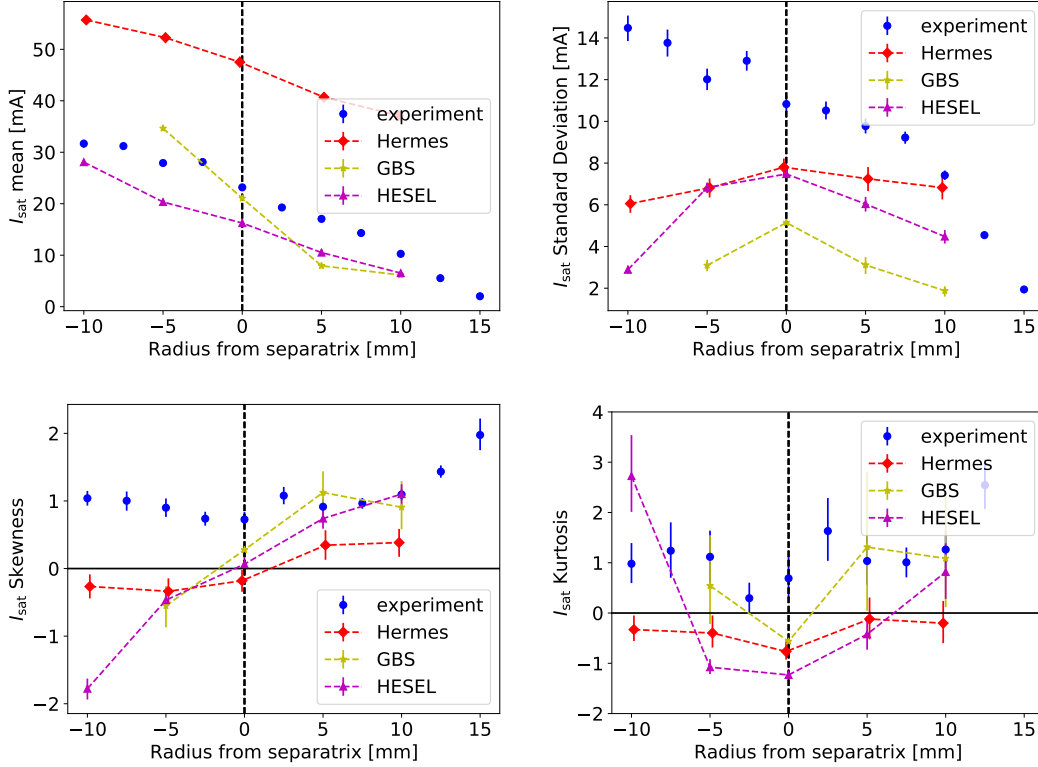 50
40
30
20
10
0
I_sat mean [mA]
−10 −5 0 5 10 15
Radius from separatrix [mm]
experiment
Hermes
GBS
HESEL
14
12
10
8
6
4
2
I_sat Standard Deviation [mA]
−10 −5 0 5 10 15
Radius from separatrix [mm]
experiment
Hermes
GBS
HESEL
2
1
0
−1
−2
I_sat Skewness
−10 −5 0 5 10 15
Radius from separatrix [mm]
experiment
Hermes
GBS
HESEL
4
3
2
1
0
−1
−2
I_sat Kurtosis
−10 −5 0 5 10 15
Radius from separatrix [mm]
experiment
Hermes
GBS
HESEL